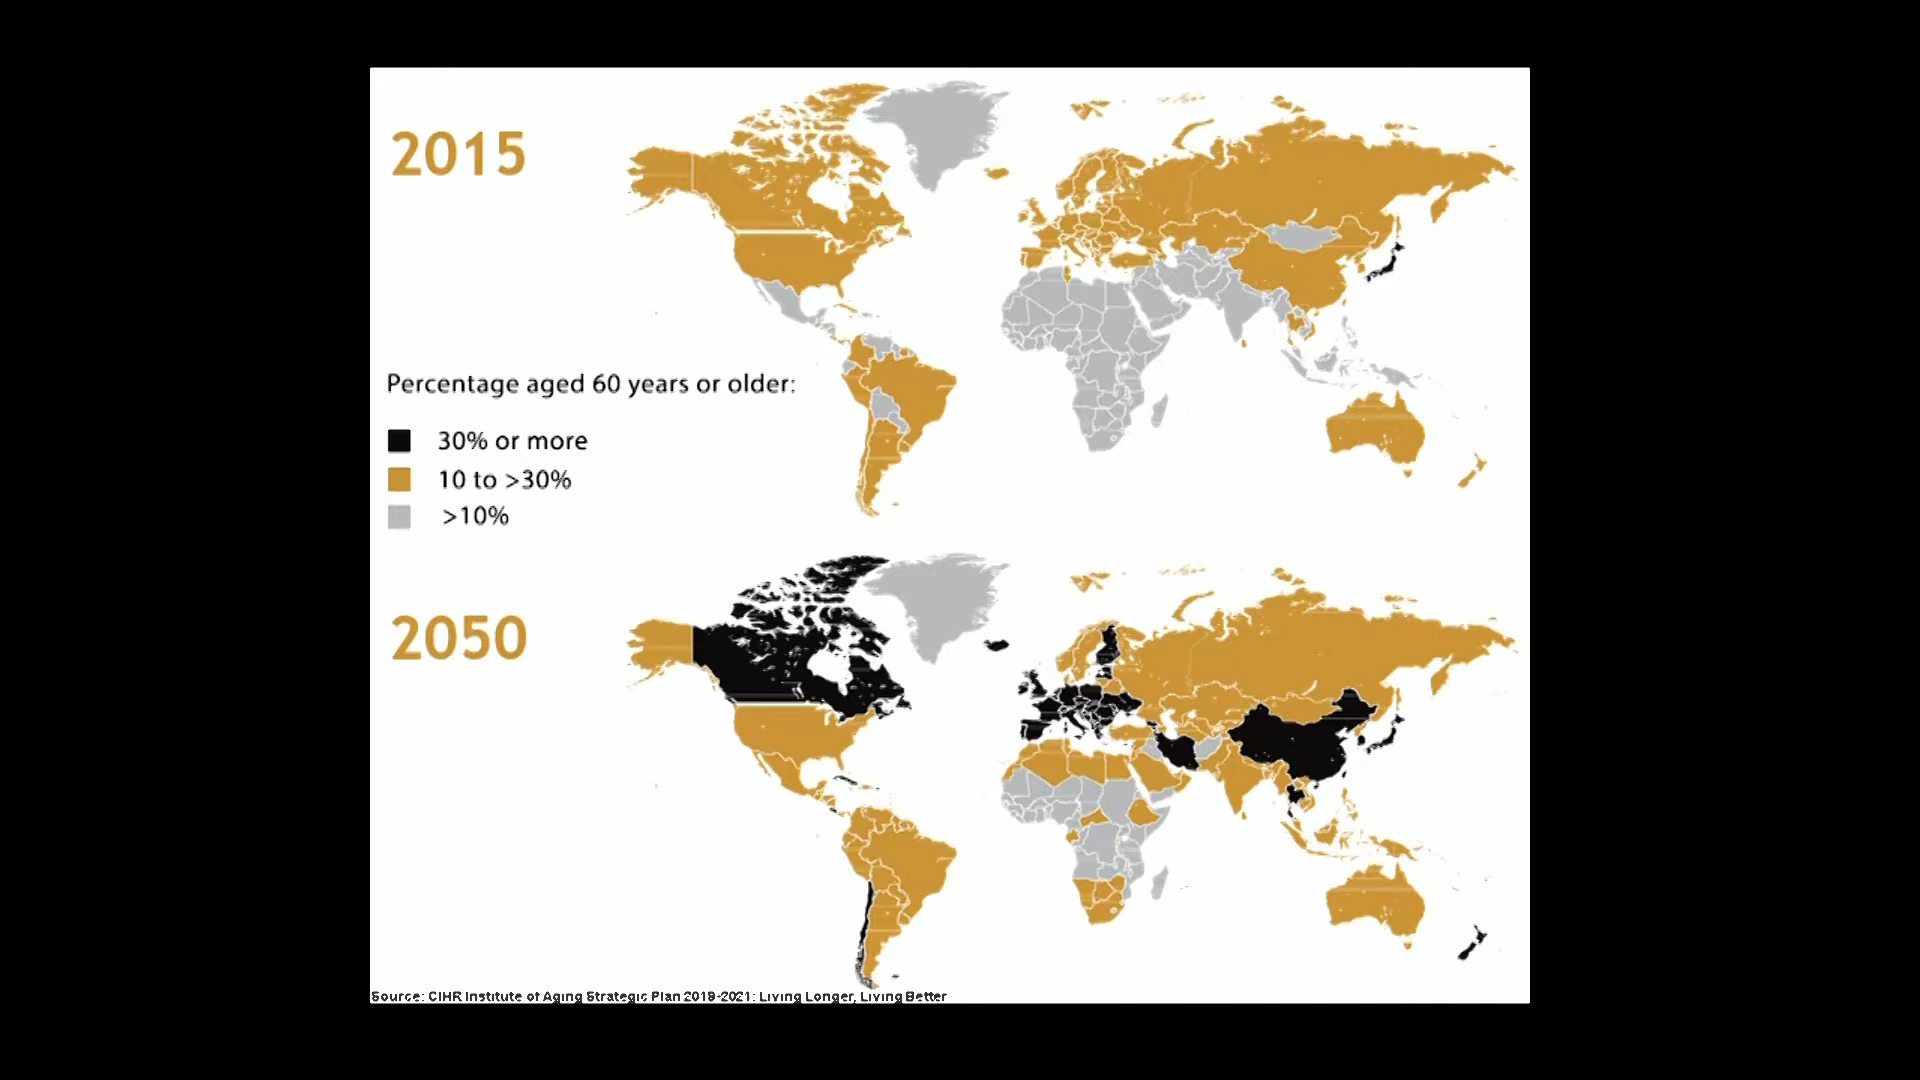 2015
Percentage aged 60 years or older:
30% or more
10 to >30%
>10%
2050
Source: CIHR Institute of Aging Strategic Plan 2019-2021: Living Longer, Living Better